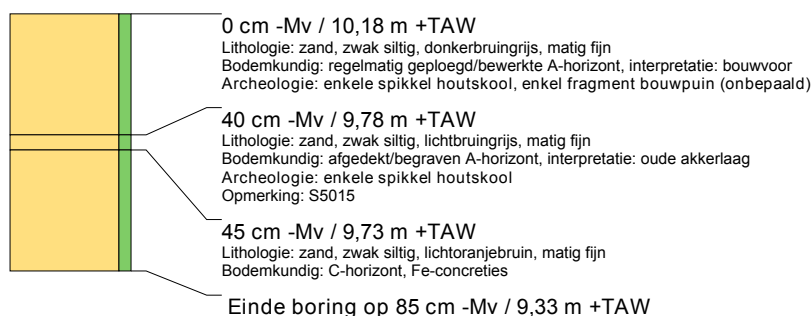 0 cm -Mv / 10,18 m +TAW
Lithologie: zand, zwak siltig, donkerbruingrijs, matig fijn
Bodemkundig: regelmatig geploegd/bewerkte A-horizont, interpretatie: bouwvoor
Archeologie: enkele spikkel houtskool, enkel fragment bouwpuin (onbepaald)
40 cm -Mv / 9,78 m +TAW
Lithologie: zand, zwak siltig, lichtbruingrijs, matig fijn
Bodemkundig: afgedekt/begraven A-horizont, interpretatie: oude akkerlaag
Archeologie: enkele spikkel houtskool
Opmerking: S5015
45 cm -Mv / 9,73 m +TAW
Lithologie: zand, zwak siltig, lichtoranjebruin, matig fijn
Bodemkundig: C-horizont, Fe-concreties
Einde boring op 85 cm -Mv / 9,33 m +TAW